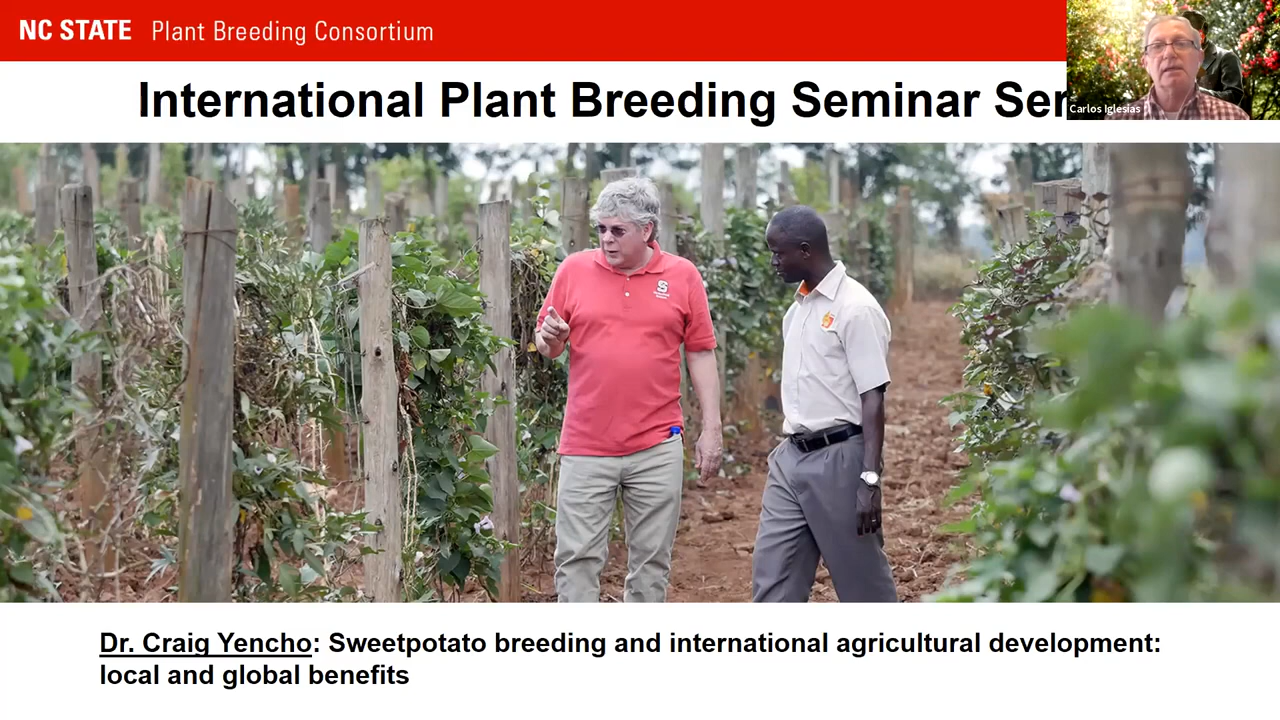 NC STATE Plant Breeding Consortium
International Plant Breeding Seminar Ser
Carlos Iglesias
S
Dr. Craig Yencho: Sweetpotato breeding and international agricultural development:
local and global benefits